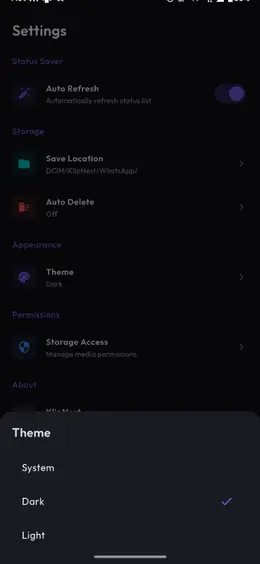 Settings
Status Saver
Auto Refresh
Automatically refresh status list
Storage
Save Location
DCIM/KlipNest/WhatsApp/
Auto Delete
Off
Appearance
Theme
Dark
Permissions
Storage Access
Manage media permissions
About
KlipNest
Theme
System
Dark
Light